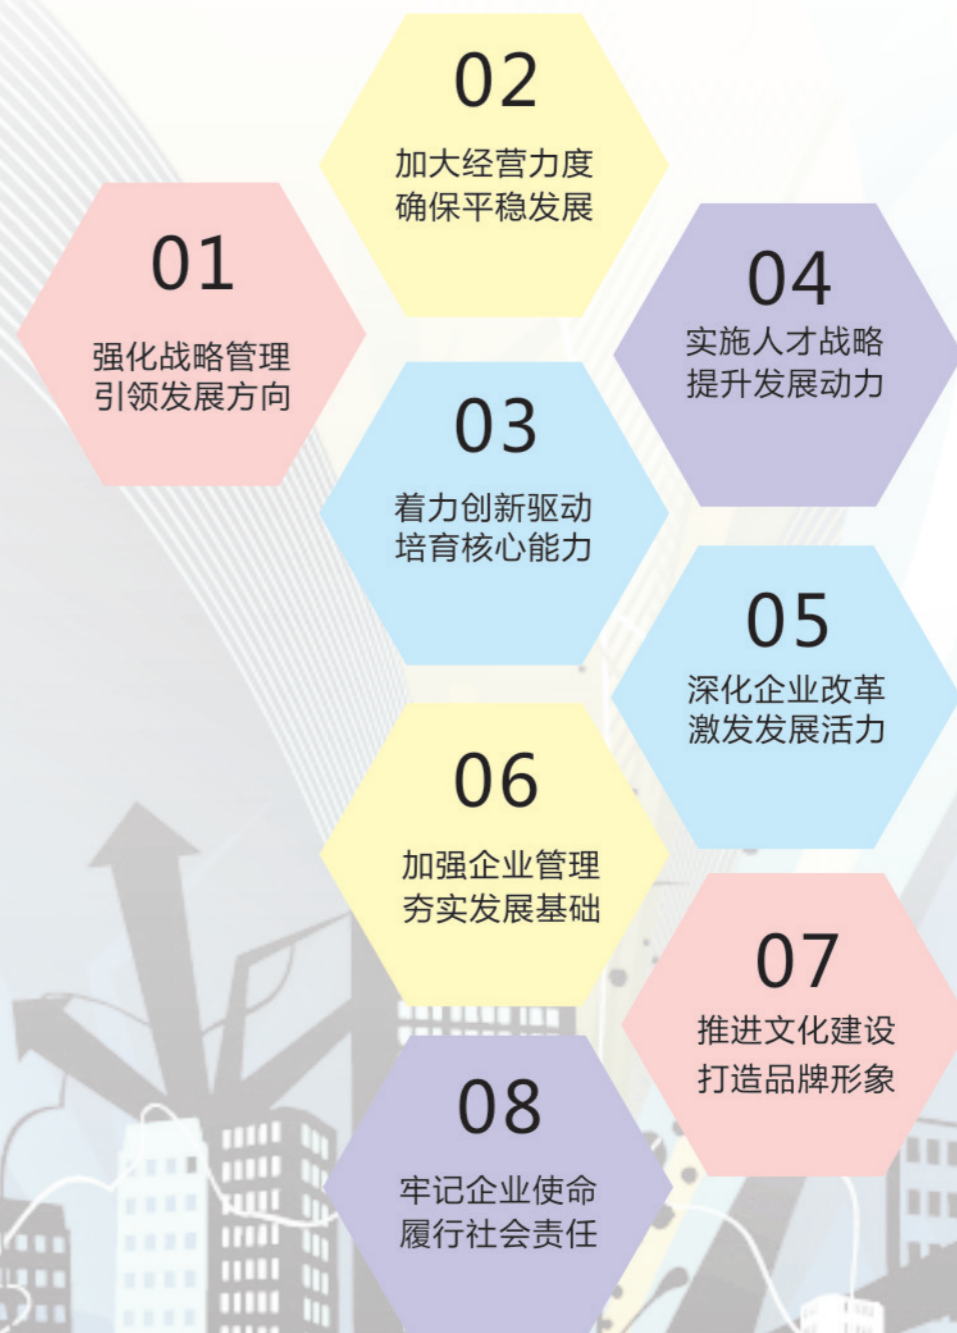 01
强化战略管理
引领发展方向
02
加大经营力度
确保平稳发展
03
着力创新驱动
培育核心能力
04
实施人才战略
提升发展动力
05
深化企业改革
激发发展活力
06
加强企业管理
夯实发展基础
07
推进文化建设
打造品牌形象
08
牢记企业使命
履行社会责任